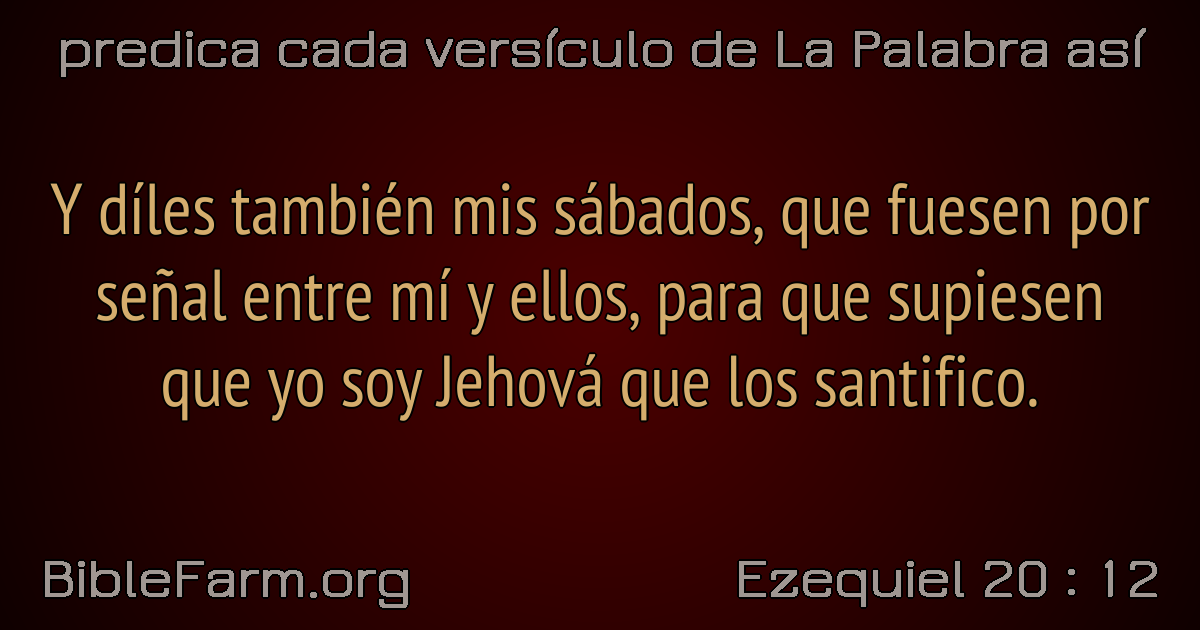 predica cada versículo de La Palabra así
Y díles también mis sábados, que fuesen por
señal entre mí y ellos, para que supiesen
que yo soy Jehová que los santifico.
BibleFarm.org
Ezequiel 20 : 12